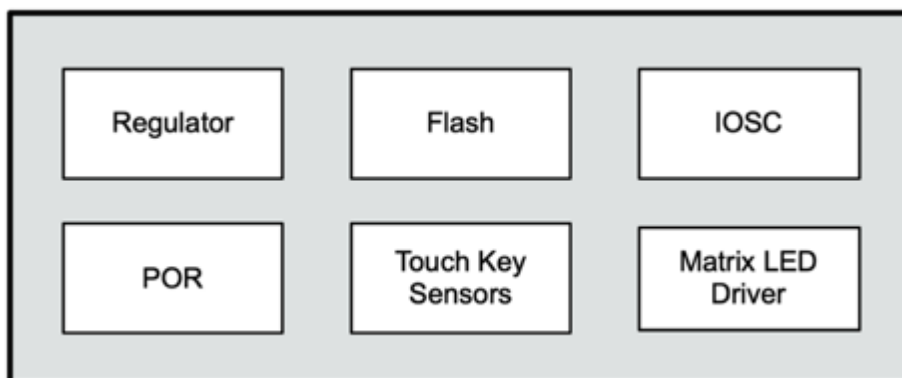 Regulator
Flash
IOSC
POR
Touch Key
Sensors
Matrix LED
Driver